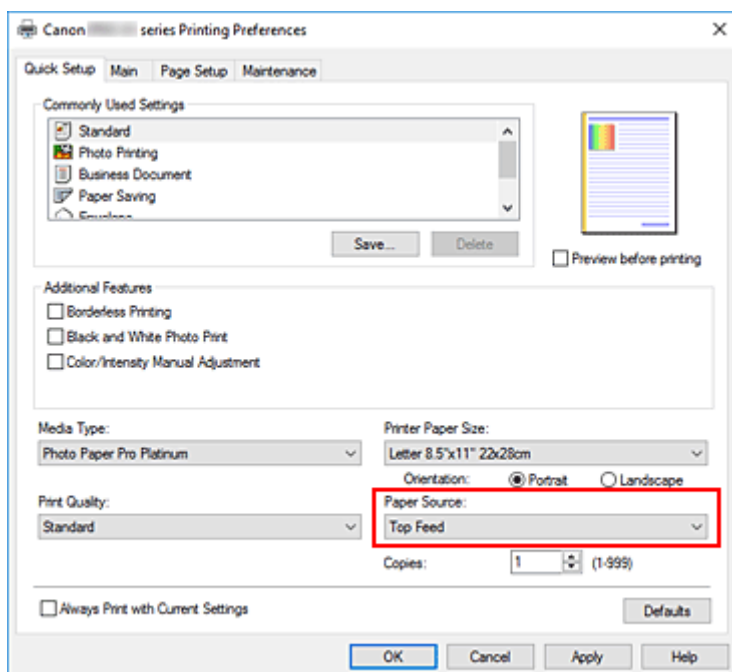 Canon series Printing Preferences
Quick Setup Main Page Setup Maintenance
Commonly Used Settings
Standard
Photo Printing
Business Document
Paper Saving
Envelope
Save... Delete
Preview before printing
Additional Features
Borderless Printing
Black and White Photo Print
Color/Intensity Manual Adjustment
Media Type: Printer Paper Size:
Photo Paper Pro Platinum Letter 8.5"x11" 22x28cm
Orientation: Portrait Landscape
Print Quality: Paper Source:
Standard Top Feed
Copies: 1 (1-999)
Always Print with Current Settings Defaults
OK Cancel Apply Help